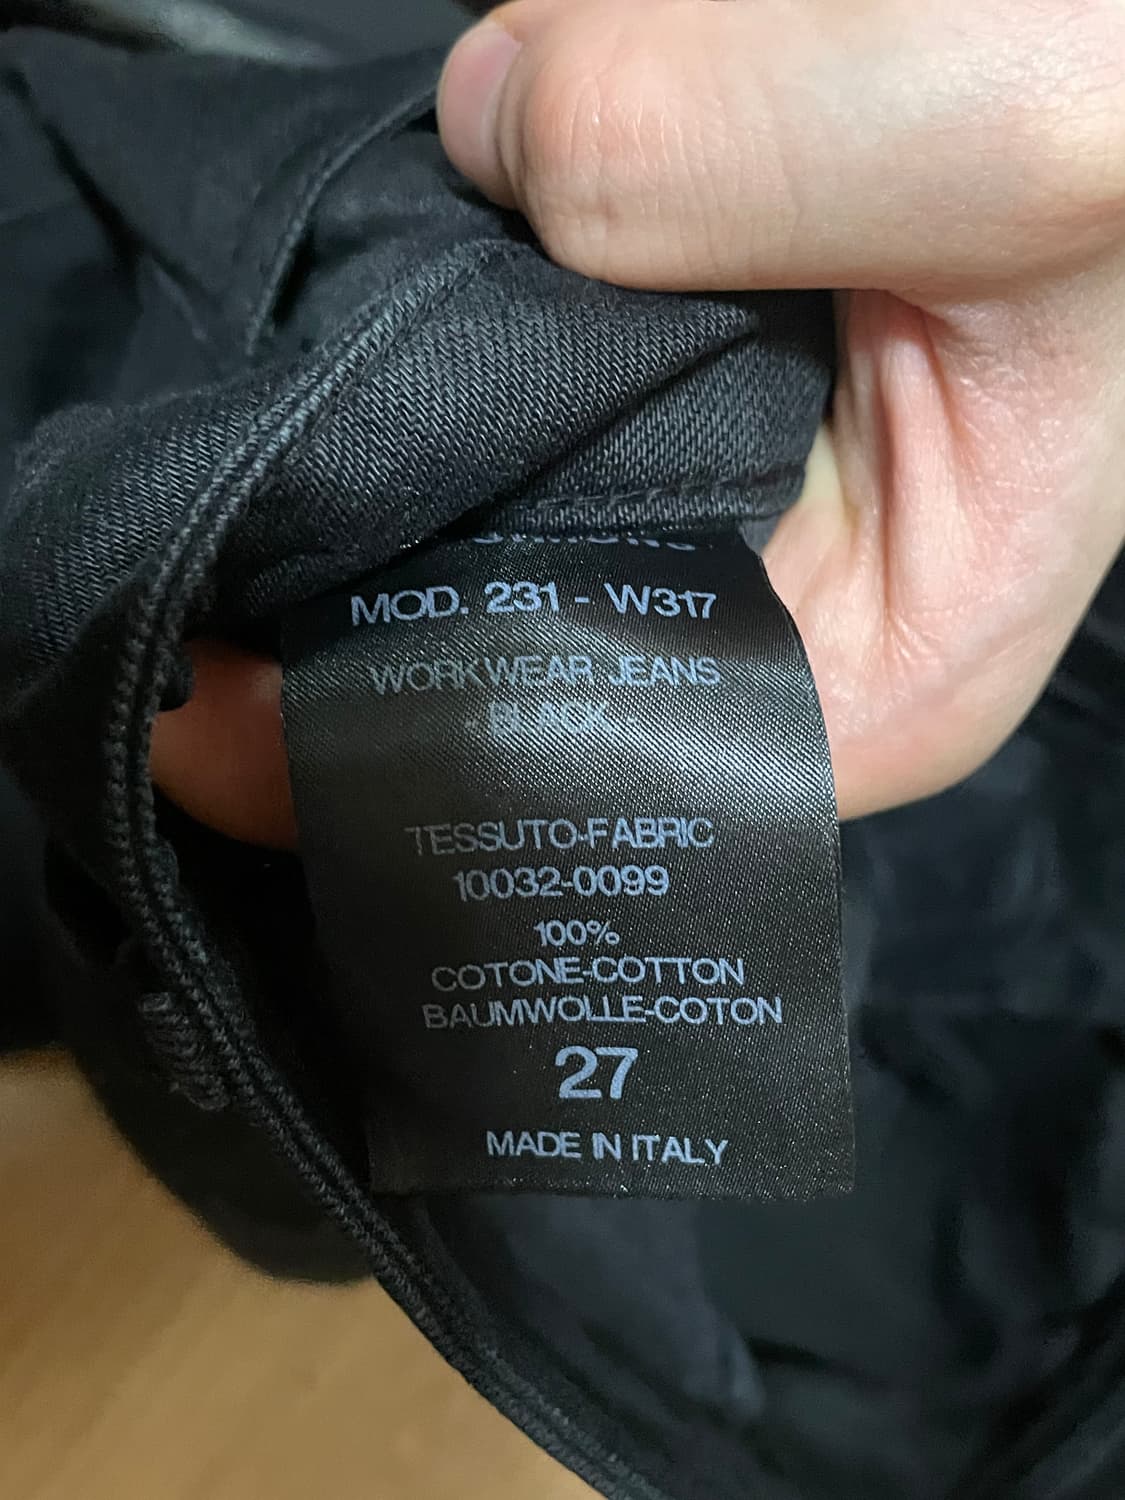 MOD. 231 - W317
WORKWEAR JEANS
- BLACK -
TESSUTO-FABRIC
10032-0099
100%
COTONE-COTTON
BAUMWOLLE-COTON
27
MADE IN ITALY